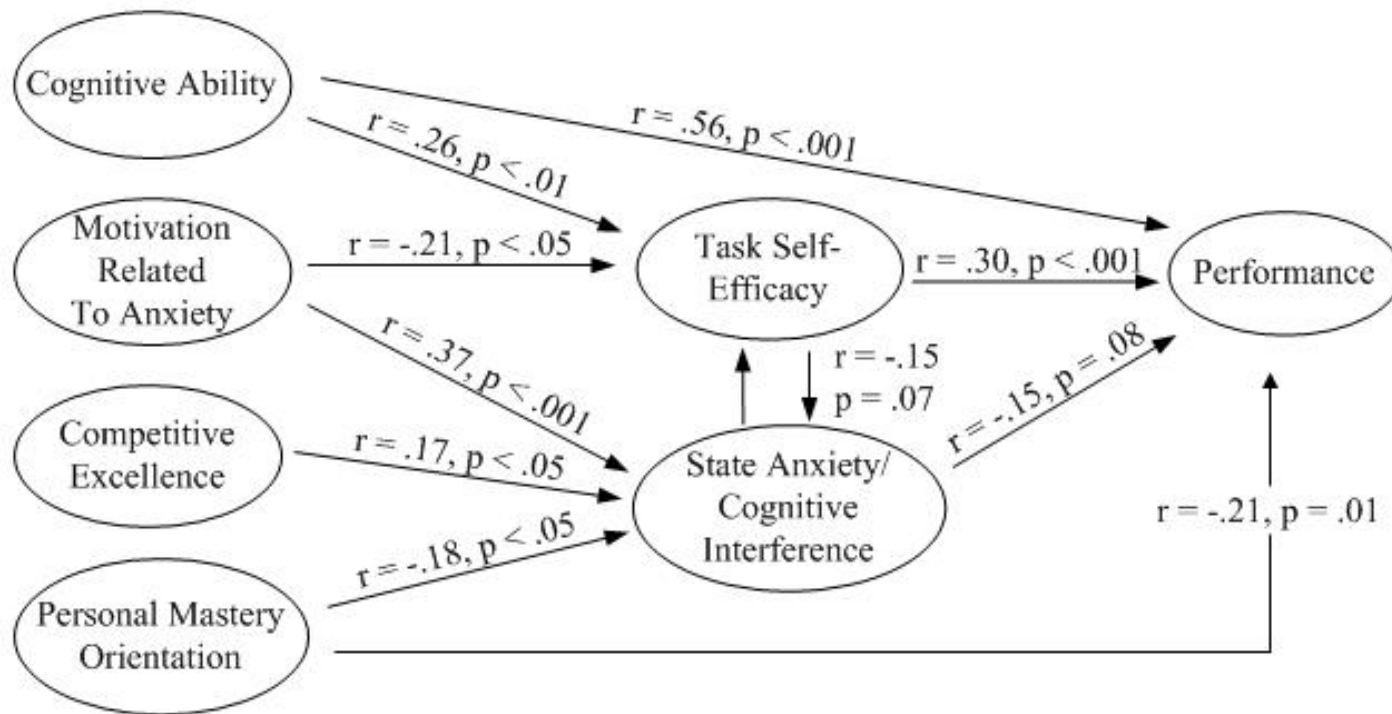 Cognitive Ability
r = .56, p < .001
r = .26, p < .01
Motivation
Related
To Anxiety
r = -.21, p < .05
Task Self-
Efficacy
r = .30, p < .001
Performance
r = .37, p < .001
r = -.15
p = .07
r = -.15, p = .08
Competitive
Excellence
r = .17, p < .05
State Anxiety/
Cognitive
Interference
r = -.18, p < .05
r = -.21, p = .01
Personal Mastery
Orientation